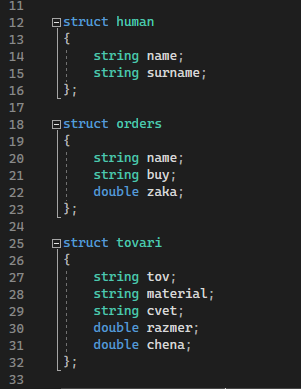 11
12 struct human
13 {
14 string name;
15 string surname;
16 };
17
18 struct orders
19 {
20 string name;
21 string buy;
22 double zaka;
23 };
24
25 struct tovari
26 {
27 string tov;
28 string material;
29 string cvet;
30 double razmer;
31 double chena;
32 };
33